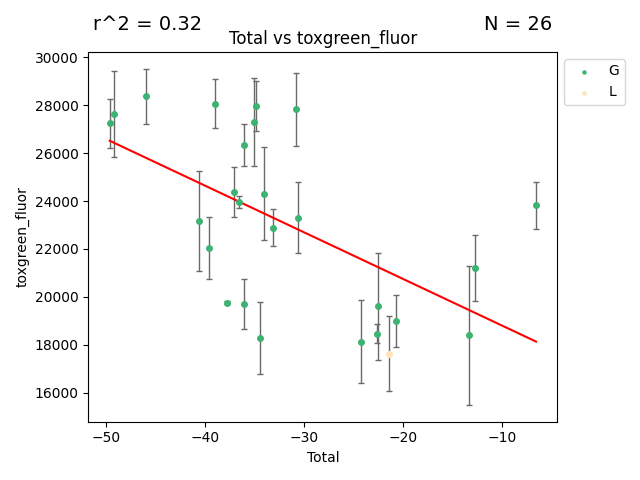 r^2 = 0.32
N = 26
Total vs toxgreen_fluor
30000
28000
26000
24000
22000
20000
18000
16000
toxgreen_fluor
−50
−40
−30
−20
−10
Total
G
L